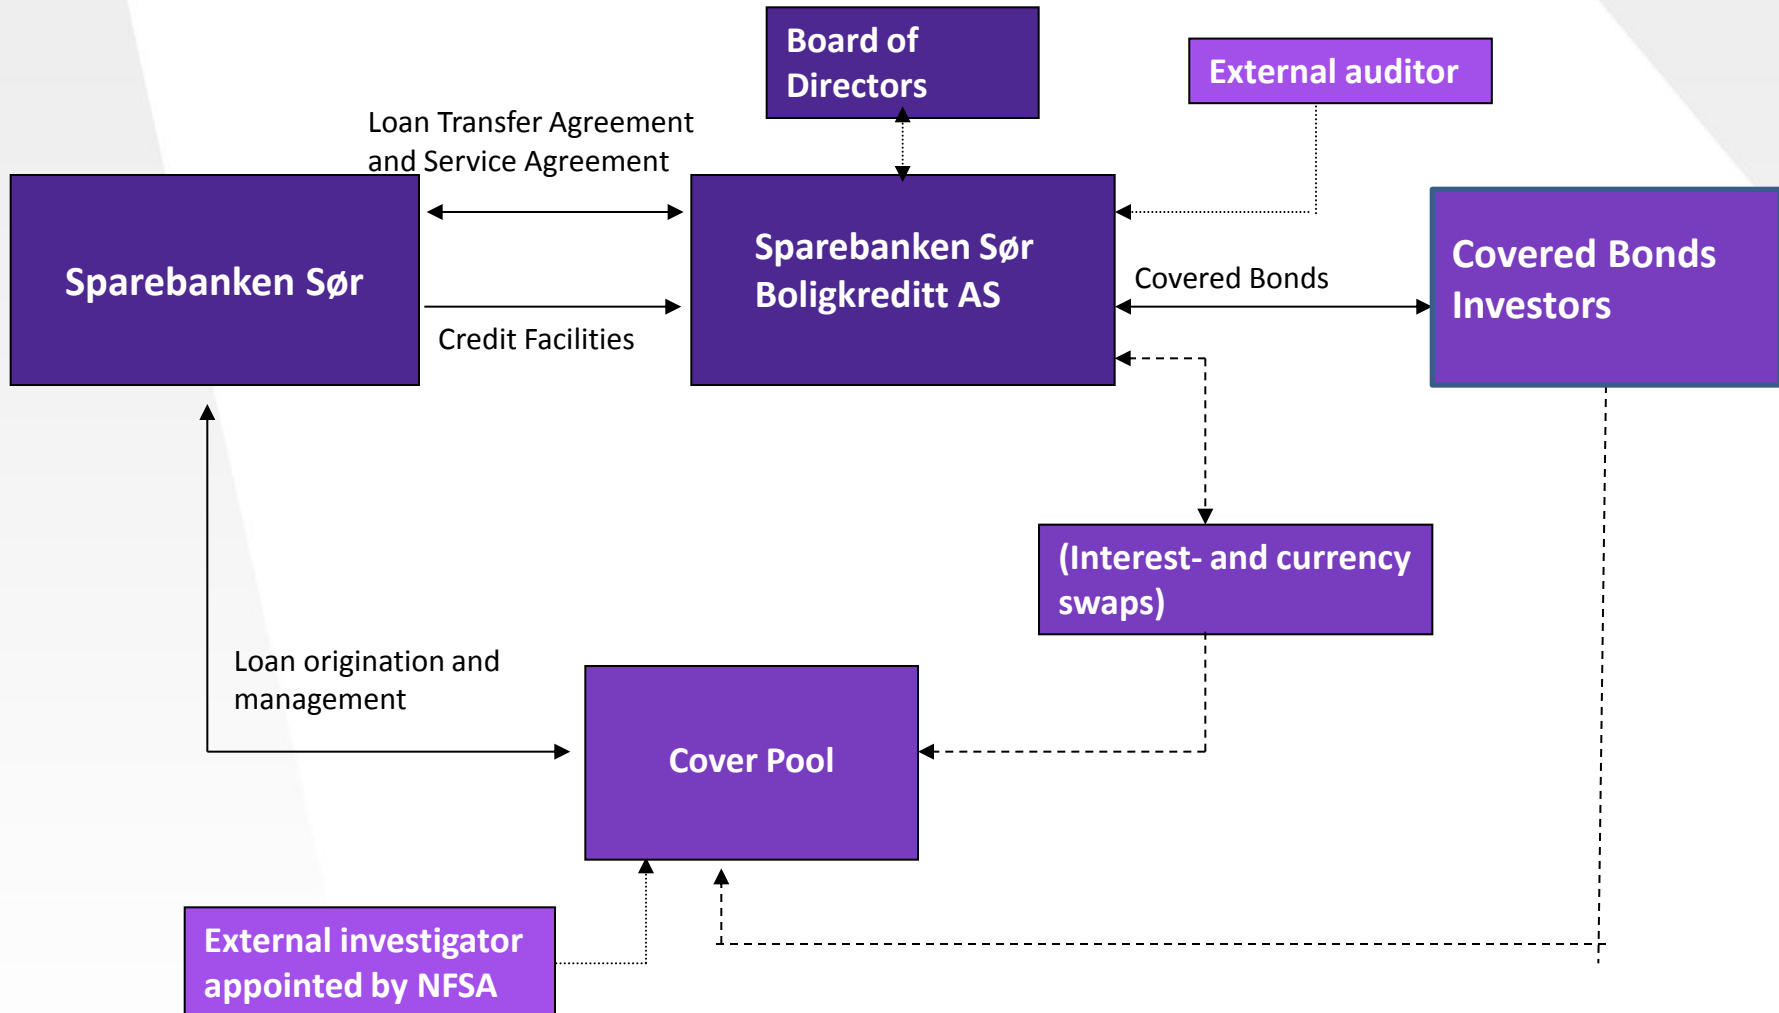 Board of
Directors
External auditor
Loan Transfer Agreement
and Service Agreement
Sparebanken Sør
Sparebanken Sør
Boligkreditt AS
Covered Bonds
Covered Bonds
Investors
Credit Facilities
(Interest- and currency
swaps)
Loan origination and
management
Cover Pool
External investigator
appointed by NFSA